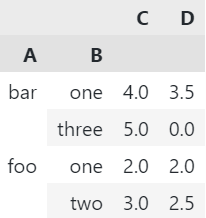 C D
A B
bar one 4.0 3.5
three 5.0 0.0
foo one 2.0 2.0
two 3.0 2.5